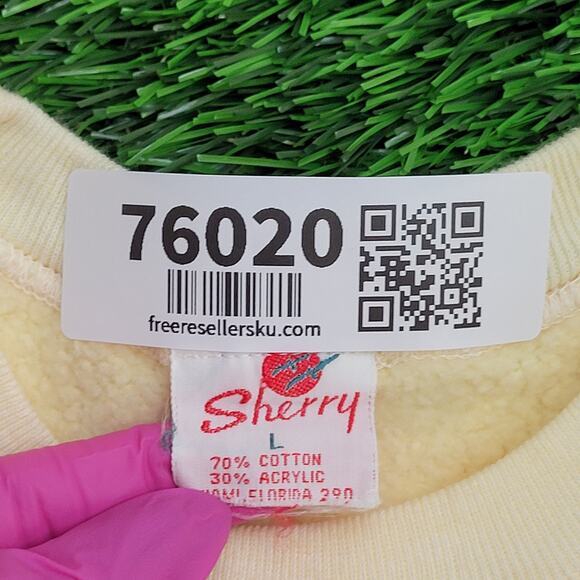 76020
freeresellersku.com
Sherry
L
70% COTTON
30% ACRYLIC
FLORIDA 290